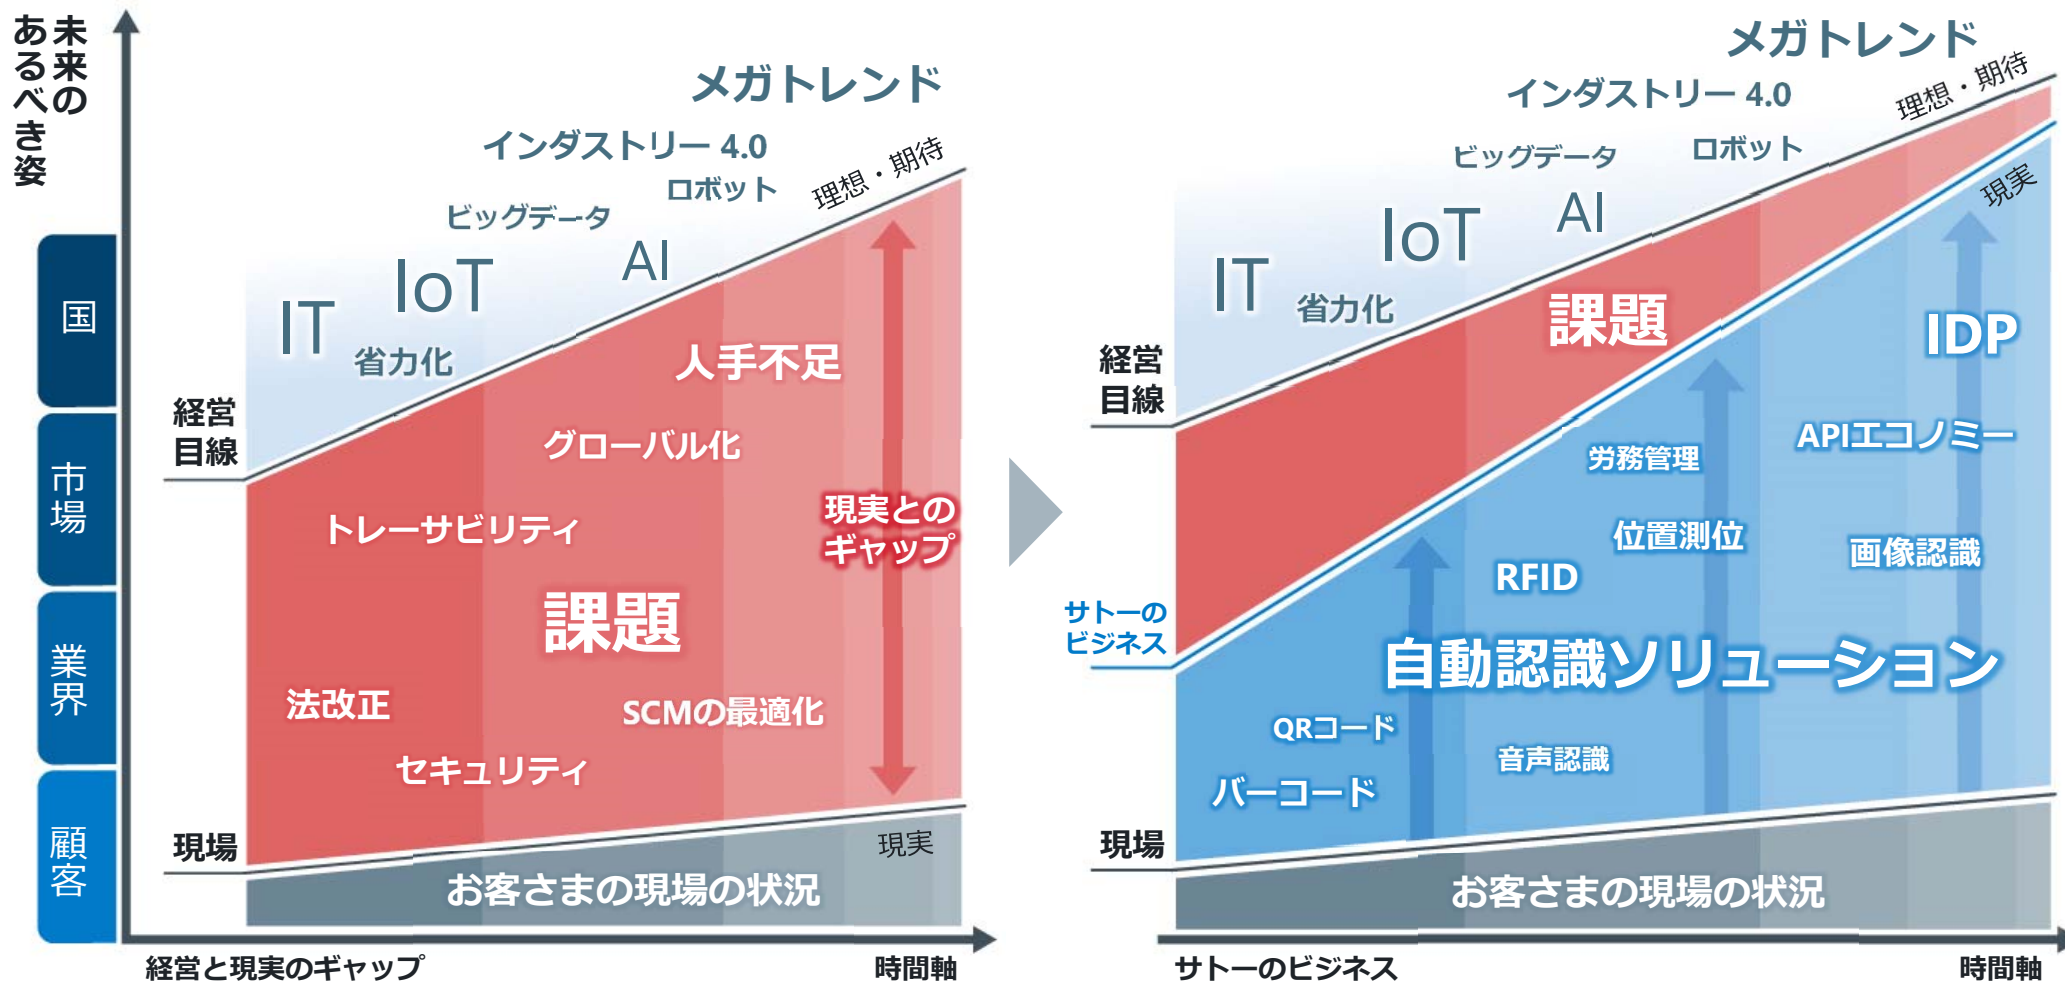 未来の
あるべき姿
国
市場
業界
顧客
メガトレンド
インダストリー 4.0
ロボット
理想・期待
ビッグデータ
AI
IoT
IT
省力化
経営
目線
人手不足
グローバル化
トレーサビリティ
現実との
ギャップ
課題
法改正
SCMの最適化
セキュリティ
現場
現実
お客さまの現場の状況
経営と現実のギャップ
時間軸
メガトレンド
理想・期待
インダストリー 4.0
ロボット
ビッグデータ
現実
AI
IoT
IT
省力化
課題
IDP
経営
目線
APIエコノミー
労務管理
位置測位
画像認識
RFID
サトーの
ビジネス
自動認識ソリューション
QRコード
音声認識
バーコード
現場
お客さまの現場の状況
サトーのビジネス
時間軸